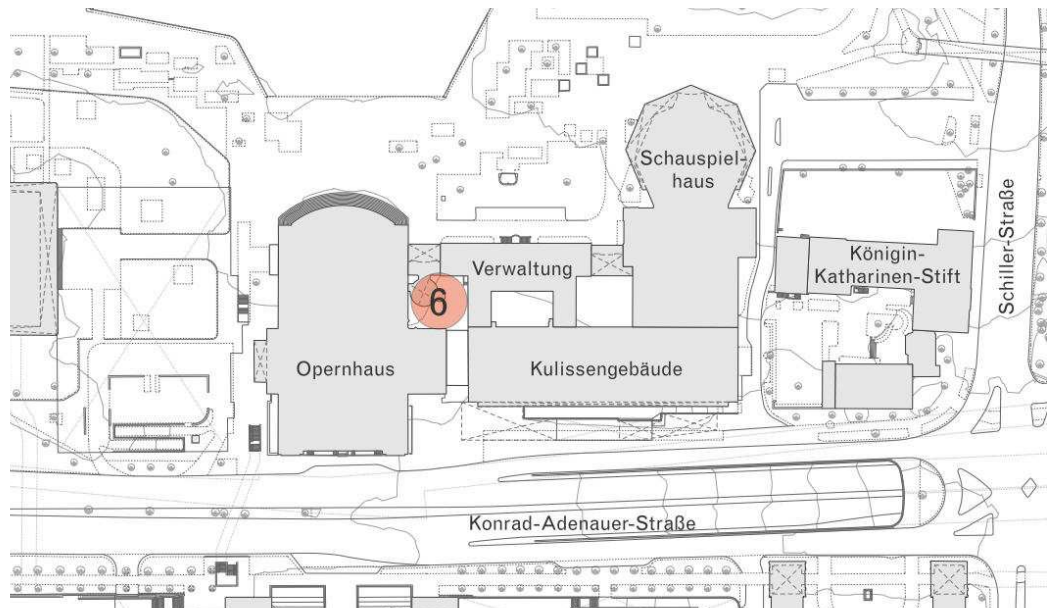 Schauspiel-
haus
Königin-
Katharinen-Stift
Schiller-Straße
Verwaltung
6
Opernhaus
Kulissengebäude
Konrad-Adenauer-Straße